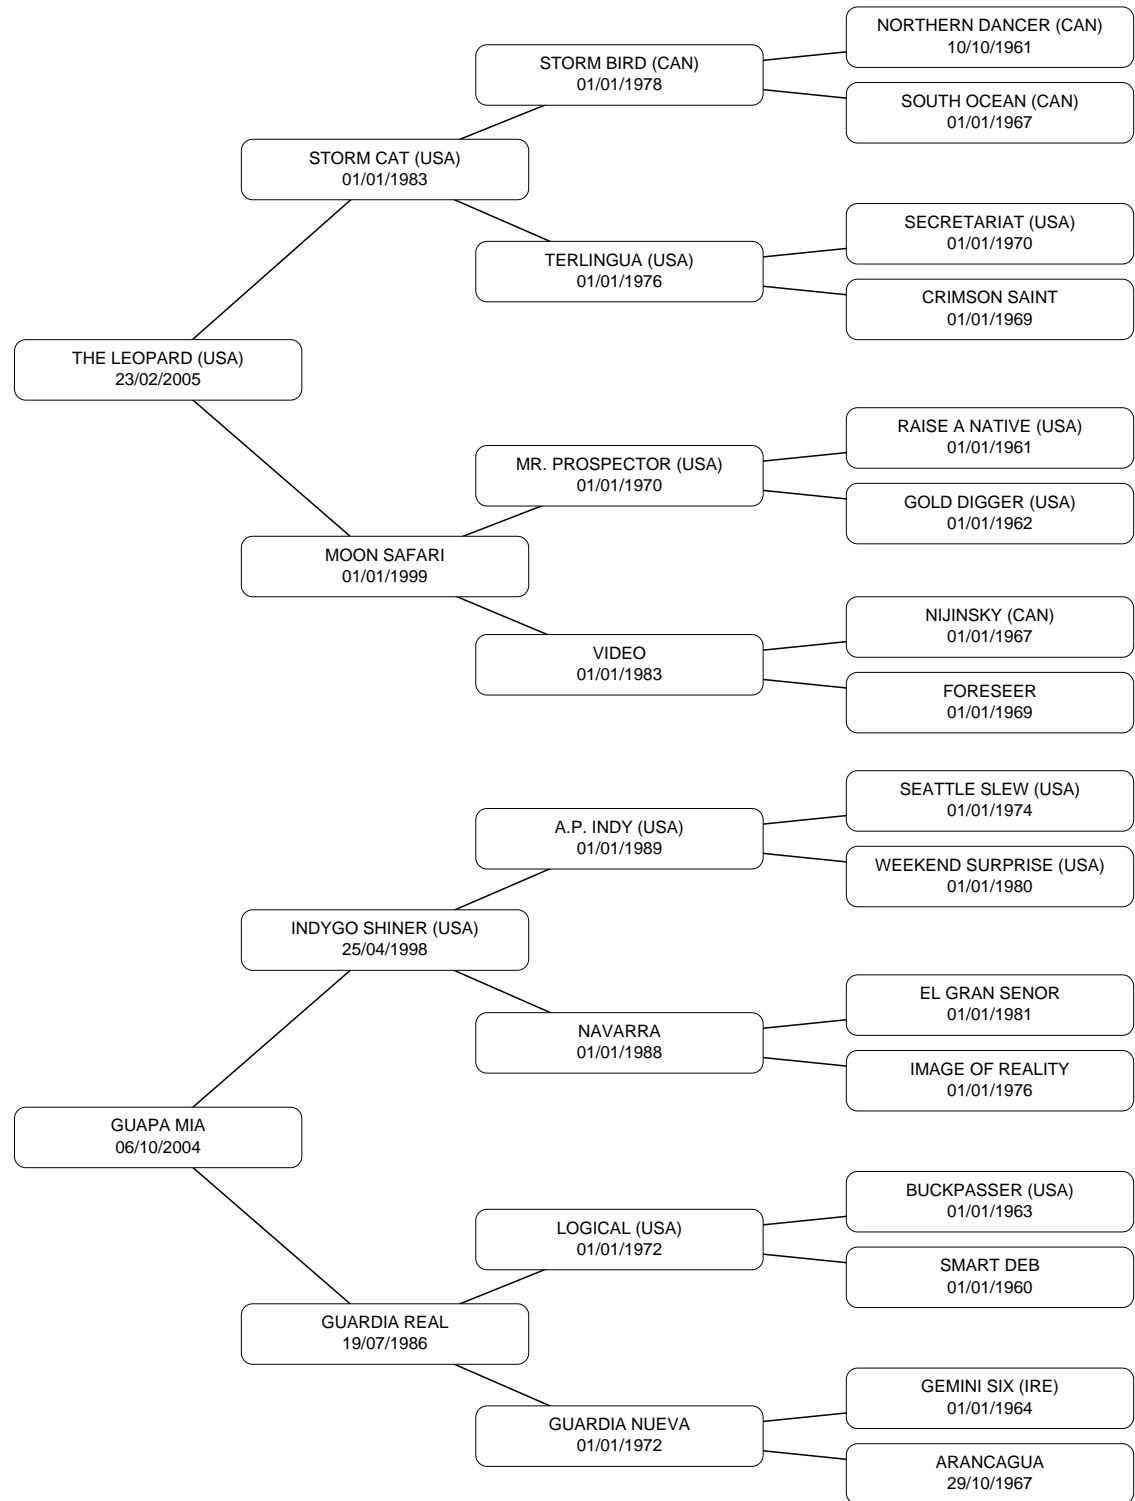 NORTHERN DANCER (CAN)
10/10/1961
STORM BIRD (CAN)
01/01/1978
SOUTH OCEAN (CAN)
01/01/1967
STORM CAT (USA)
01/01/1983
SECRETARIAT (USA)
01/01/1970
TERLINGUA (USA)
01/01/1976
CRIMSON SAINT
01/01/1969
THE LEOPARD (USA)
23/02/2005
RAISE A NATIVE (USA)
01/01/1961
MR. PROSPECTOR (USA)
01/01/1970
GOLD DIGGER (USA)
01/01/1962
MOON SAFARI
01/01/1999
NIJINSKY (CAN)
01/01/1967
VIDEO
01/01/1983
FORESEER
01/01/1969
SEATTLE SLEW (USA)
01/01/1974
A.P. INDY (USA)
01/01/1989
WEEKEND SURPRISE (USA)
01/01/1980
INDYGO SHINER (USA)
25/04/1998
EL GRAN SENOR
01/01/1981
NAVARRA
01/01/1988
IMAGE OF REALITY
01/01/1976
GUAPA MIA
06/10/2004
BUCKPASSER (USA)
01/01/1963
LOGICAL (USA)
01/01/1972
SMART DEB
01/01/1960
GUARDIA REAL
19/07/1986
GEMINI SIX (IRE)
01/01/1964
GUARDIA NUEVA
01/01/1972
ARANCAGUA
29/10/1967